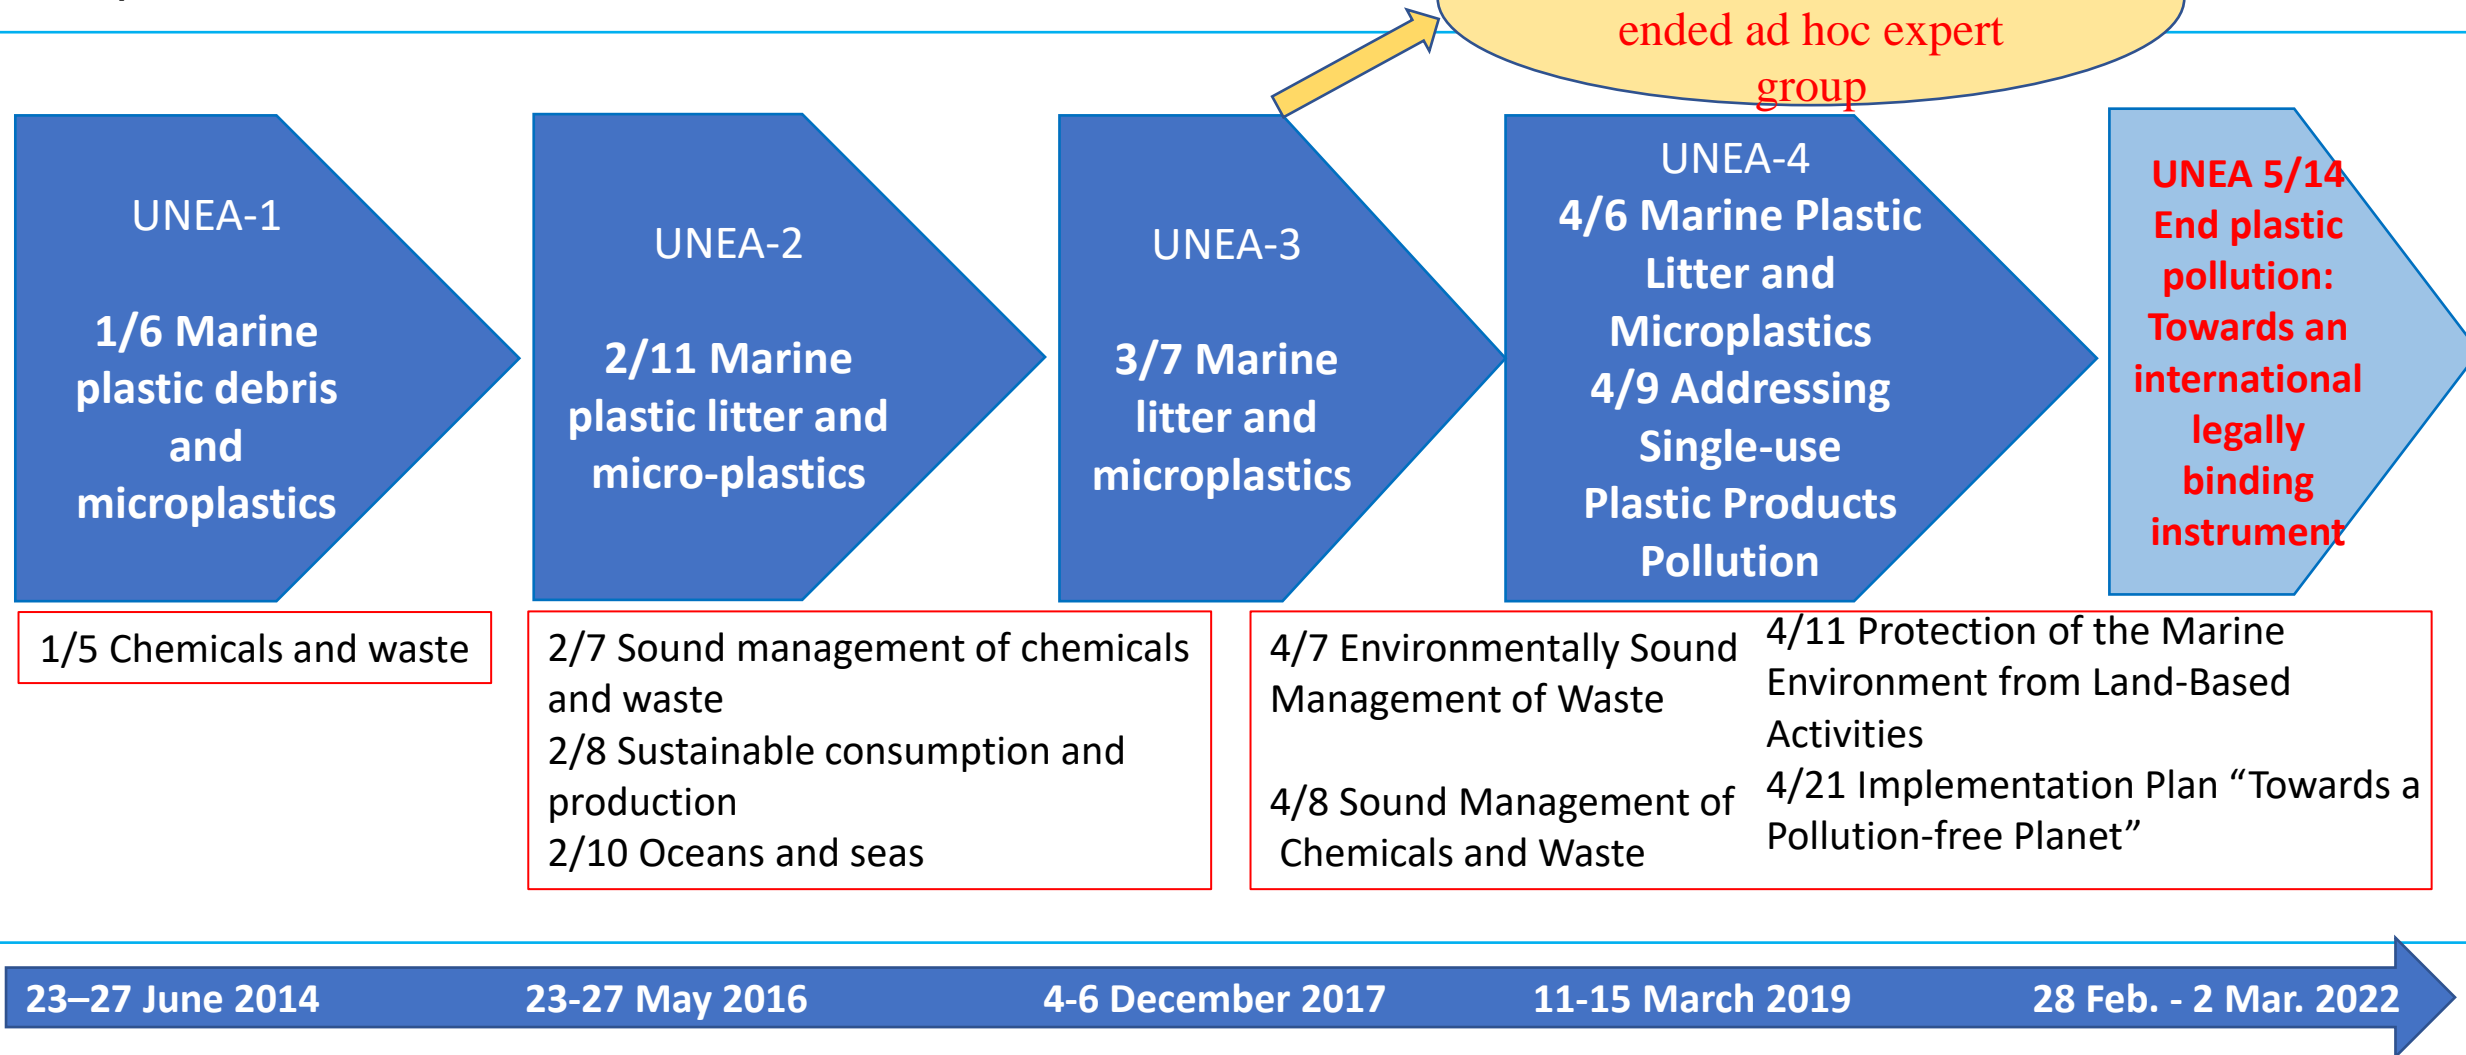 ended ad hoc expert
group
UNEA-1
1/6 Marine
plastic debris
and
microplastics
UNEA-2
2/11 Marine
plastic litter and
micro-plastics
UNEA-3
3/7 Marine
litter and
microplastics
UNEA-4
4/6 Marine Plastic
Litter and
Microplastics
4/9 Addressing
Single-use
Plastic Products
Pollution
UNEA 5/14
End plastic
pollution:
Towards an
international
legally
binding
instrument
1/5 Chemicals and waste
2/7 Sound management of chemicals
and waste
2/8 Sustainable consumption and
production
2/10 Oceans and seas
4/7 Environmentally Sound
Management of Waste
4/8 Sound Management of
Chemicals and Waste
4/11 Protection of the Marine
Environment from Land-Based
Activities
4/21 Implementation Plan “Towards a
Pollution-free Planet”
23–27 June 2014
23-27 May 2016
4-6 December 2017
11-15 March 2019
28 Feb. - 2 Mar. 2022